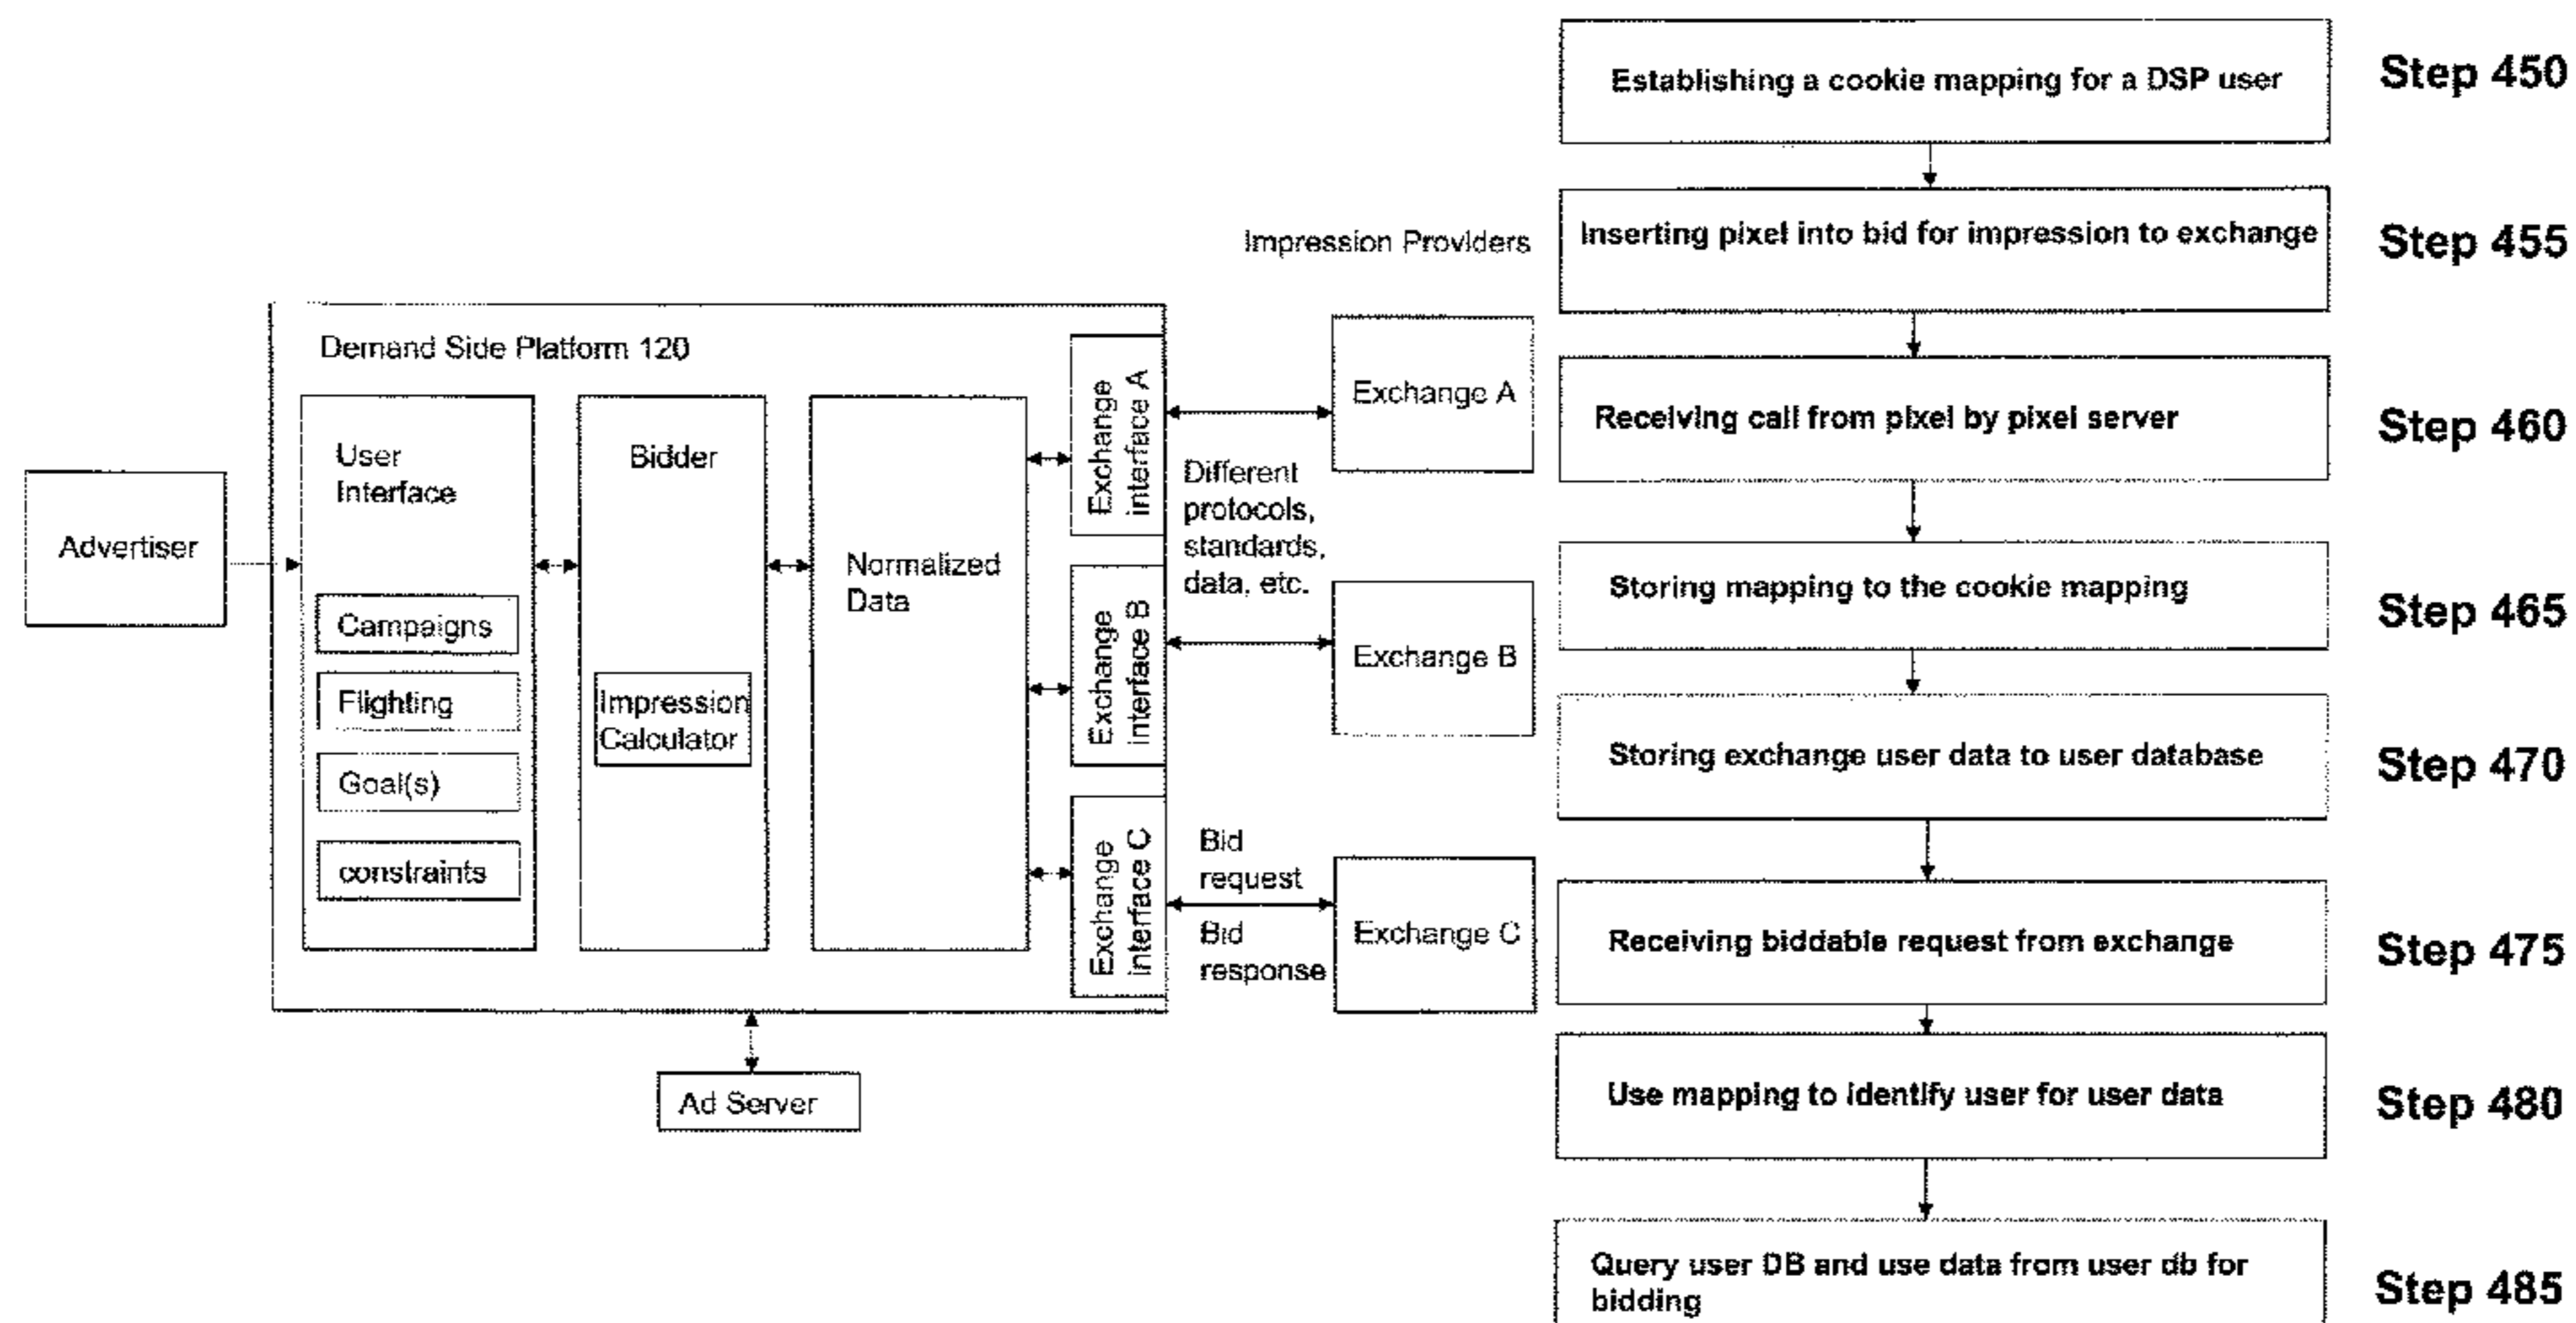 Demand Side Platform 120
Advertiser
User
Interface
Campaigns
Flighting
Goal(s)
constraints
Bidder
Impression
Calculator
Normalized
Data
Exchange
interface A
Exchange
interface B
Exchange
interface C
Different
protocols,
standards,
data, etc.
Bid
request
Bid
response
Impression Providers
Exchange A
Exchange B
Exchange C
Ad Server
Establishing a cookie mapping for a DSP user
Step 450
Inserting pixel into bid for impression to exchange
Step 455
Receiving call from pixel by pixel server
Step 460
Storing mapping to the cookie mapping
Step 465
Storing exchange user data to user database
Step 470
Receiving biddable request from exchange
Step 475
Use mapping to identify user for user data
Step 480
Query user DB and use data from user db for
bidding
Step 485